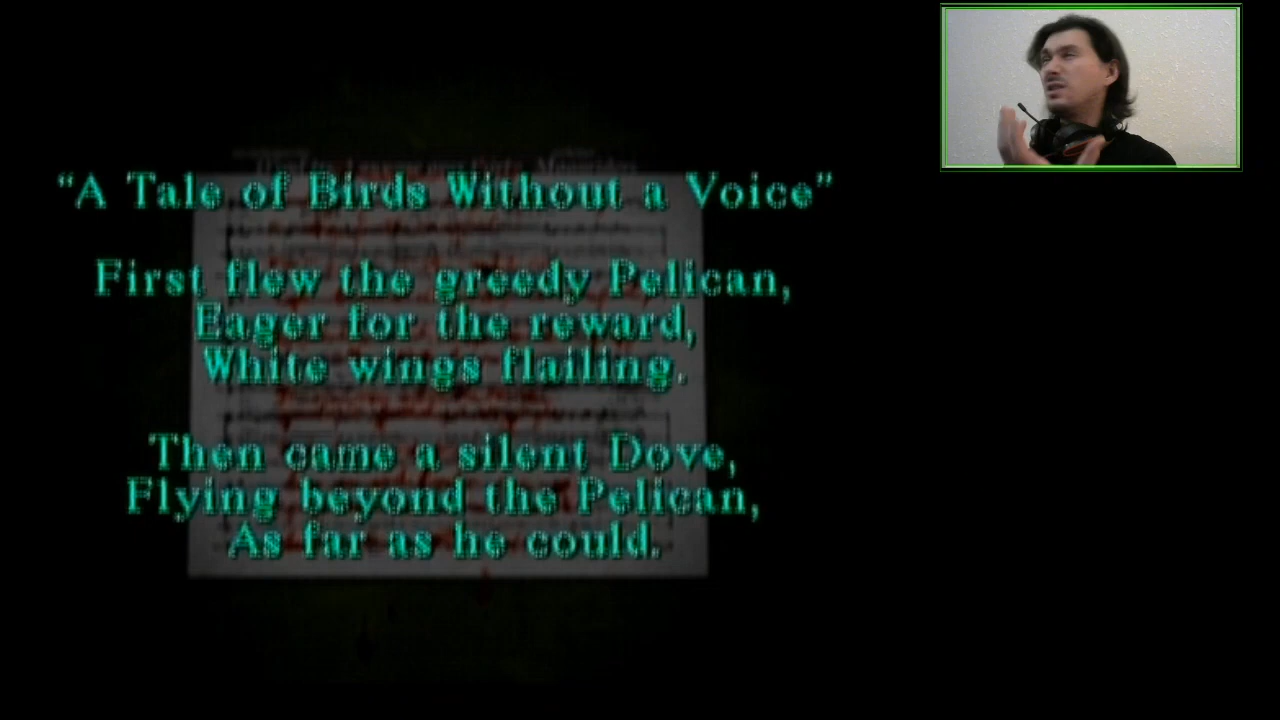 “A Tale of Birds Without a Voice”
First flew the greedy Pelican,
Eager for the reward,
White wings flailing.
Then came a silent Dove,
Flying beyond the Pelican,
As far as he could.